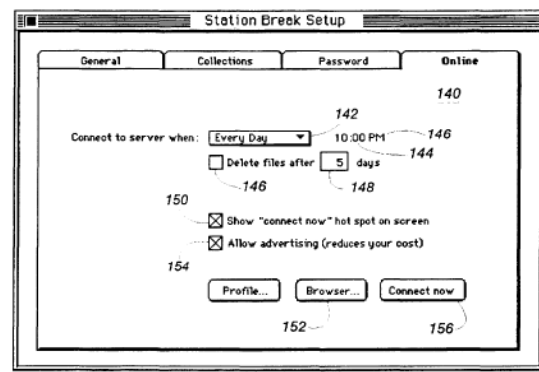 Station Break Setup
General Collections Password Online
140
142
Connect to server when: Every Day 10:00 PM 146
144
Delete files after 5 days
146 148
150
Show "connect now" hot spot on screen
Allow advertising (reduces your cost)
154
Profile... Browser... Connect now
152 156